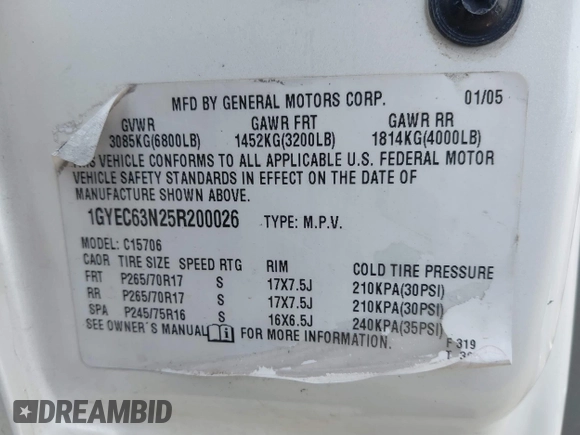 MFD BY GENERAL MOTORS CORP. 01/05
GVWR GAWR FRT GAWR RR
3085KG(6800LB) 1452KG(3200LB) 1814KG(4000LB)
THIS VEHICLE CONFORMS TO ALL APPLICABLE U.S. FEDERAL MOTOR
VEHICLE SAFETY STANDARDS IN EFFECT ON THE DATE OF
MANUFACTURE SHOWN ABOVE.
1GYEC63N25R200026 TYPE: M.P.V.
MODEL: C15706
CAOR TIRE SIZE SPEED RTG RIM COLD TIRE PRESSURE
FRT P265/70R17 S 17X7.5J 210KPA(30PSI)
RR P265/70R17 S 17X7.5J 210KPA(30PSI)
SPA P245/75R16 S 16X6.5J 240KPA(35PSI)
SEE OWNER'S MANUAL FOR MORE INFORMATION. F 319
DREAMBID